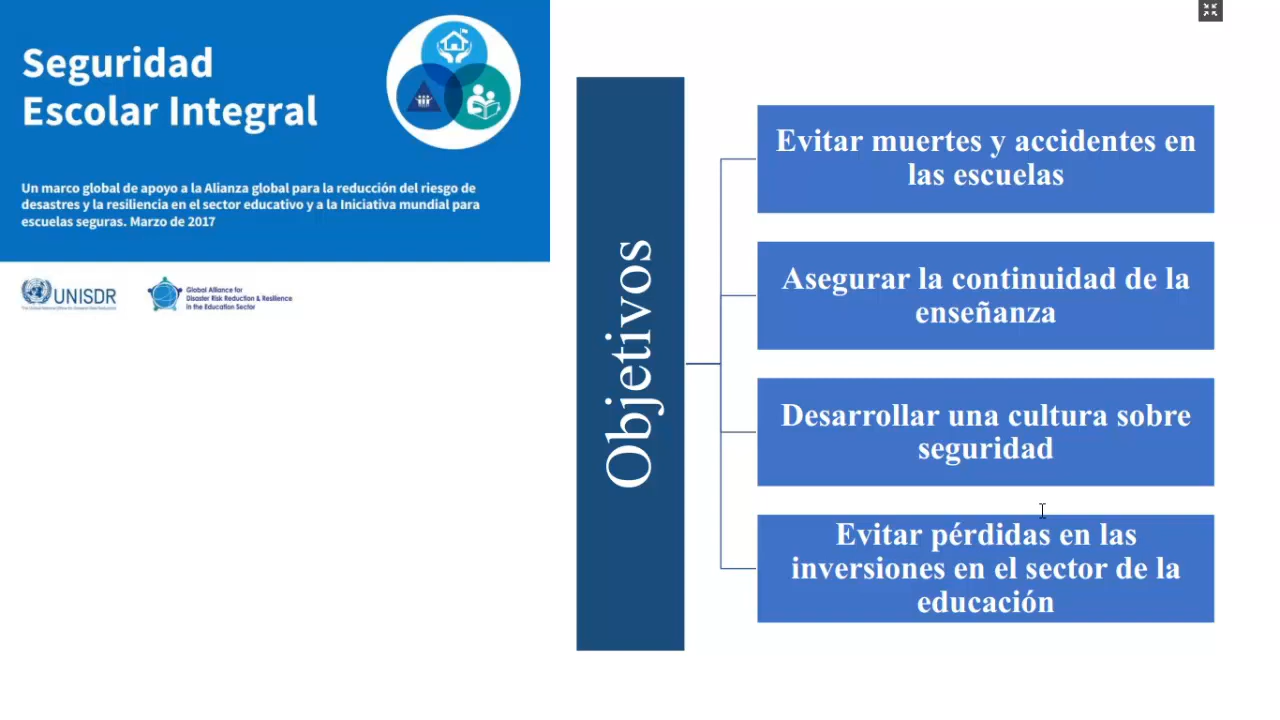 Seguridad
Escolar Integral
Un marco global de apoyo a la Alianza global para la reducción del riesgo de
desastres y la resiliencia en el sector educativo y a la Iniciativa mundial para
escuelas seguras. Marzo de 2017
UNISDR
Global Alliance for
Disaster Risk Reduction & Resilience
in the Education Sector
Objetivos
Evitar muertes y accidentes en
las escuelas
Asegurar la continuidad de la
enseñanza
Desarrollar una cultura sobre
seguridad
Evitar pérdidas en las
inversiones en el sector de la
educación